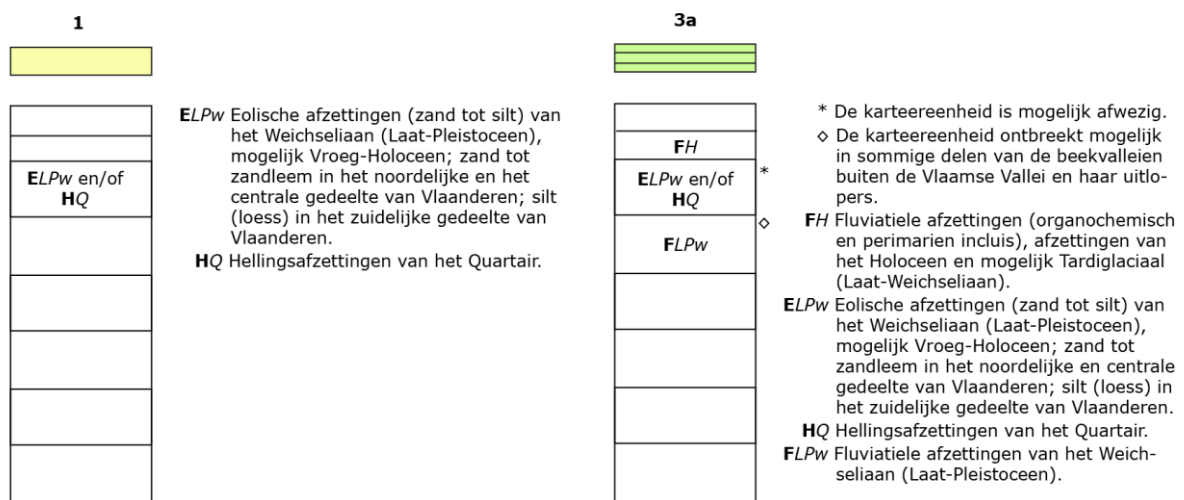 1
ELPw en/of
HQ
ELPw Eolische afzettingen (zand tot silt) van
het Weichseliaan (Laat-Pleistoceen),
mogelijk Vroeg-Holoceen; zand tot
zandleem in het noordelijke en het
centrale gedeelte van Vlaanderen; silt
(loess) in het zuidelijke gedeelte van
Vlaanderen.
HQ Hellingsafzettingen van het Quartair.
3a
FH
ELPw en/of
HQ
*
FLPw
◇
* De karteereenheid is mogelijk afwezig.
◇ De karteereenheid ontbreekt mogelijk
in sommige delen van de beekvalleien
buiten de Vlaamse Vallei en haar uitlo-
pers.
FH Fluviatiele afzettingen (organochemisch
en perimarien incluis), afzettingen van
het Holoceen en mogelijk Tardiglaciaal
(Laat-Weichseliaan).
ELPw Eolische afzettingen (zand tot silt) van
het Weichseliaan (Laat-Pleistoceen),
mogelijk Vroeg-Holoceen; zand tot
zandleem in het noordelijke en centrale
gedeelte van Vlaanderen; silt (loess) in
het zuidelijke gedeelte van Vlaanderen.
HQ Hellingsafzettingen van het Quartair.
FLPw Fluviatiele afzettingen van het Weich-
seliaan (Laat-Pleistoceen).